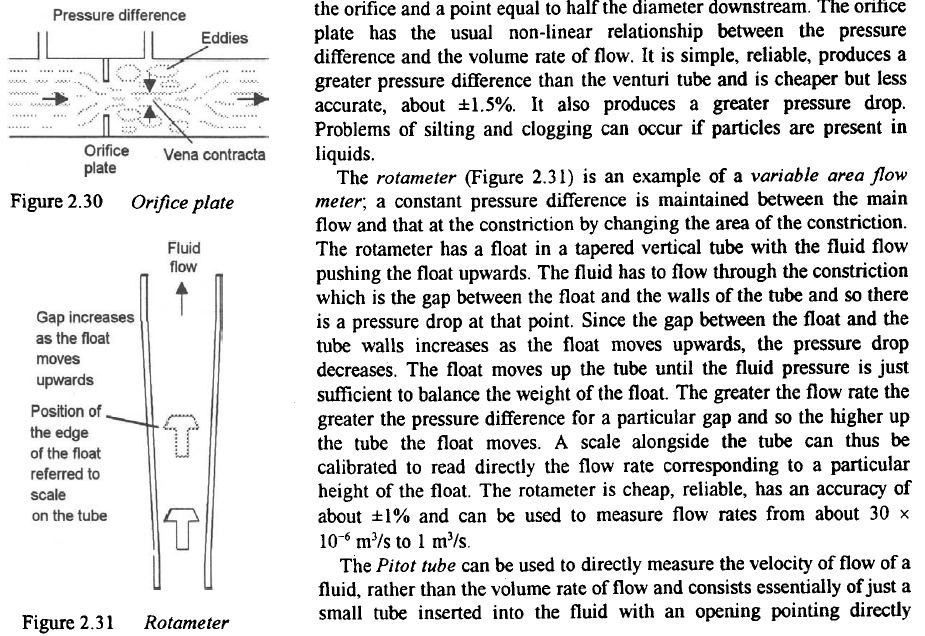 Pressure difference
Eddies
Orifice
plate
Vena contracta
Figure 2.30 Orifice plate
Fluid
flow
Gap increases
as the float
moves
upwards
Position of
the edge
of the float
referred to
scale
on the tube
Figure 2.31 Rotameter
the orifice and a point equal to half the diameter downstream. The orifice
plate has the usual non-linear relationship between the pressure
difference and the volume rate of flow. It is simple, reliable, produces a
greater pressure difference than the venturi tube and is cheaper but less
accurate, about ±1.5%. It also produces a greater pressure drop.
Problems of silting and clogging can occur if particles are present in
liquids.
The rotameter (Figure 2.31) is an example of a variable area flow
meter; a constant pressure difference is maintained between the main
flow and that at the constriction by changing the area of the constriction.
The rotameter has a float in a tapered vertical tube with the fluid flow
pushing the float upwards. The fluid has to flow through the constriction
which is the gap between the float and the walls of the tube and so there
is a pressure drop at that point. Since the gap between the float and the
tube walls increases as the float moves upwards, the pressure drop
decreases. The float moves up the tube until the fluid pressure is just
sufficient to balance the weight of the float. The greater the flow rate the
greater the pressure difference for a particular gap and so the higher up
the tube the float moves. A scale alongside the tube can thus be
calibrated to read directly the flow rate corresponding to a particular
height of the float. The rotameter is cheap, reliable, has an accuracy of
about ±1% and can be used to measure flow rates from about 30 ×
10⁻⁶ m³/s to 1 m³/s.
The Pitot tube can be used to directly measure the velocity of flow of a
fluid, rather than the volume rate of flow and consists essentially of just a
small tube inserted into the fluid with an opening pointing directly